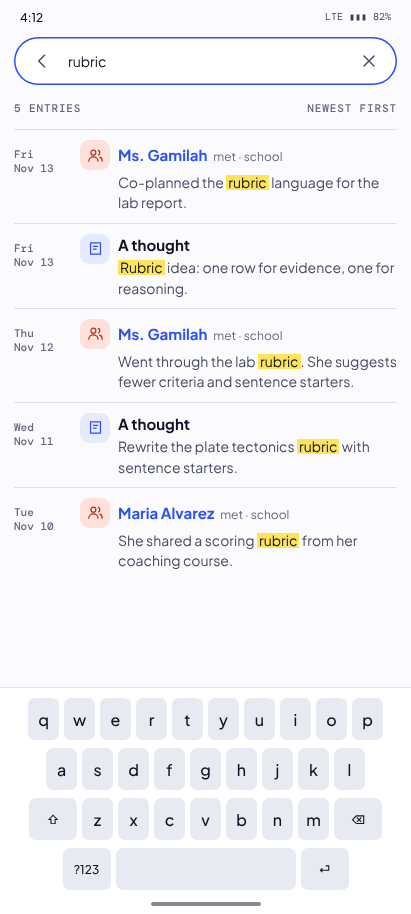 4:12
LTE 82%
rubric
5 ENTRIES
NEWEST FIRST
Fri
Nov 13
Ms. Gamilah met · school
Co-planned the rubric language for the
lab report.
Fri
Nov 13
A thought
Rubric idea: one row for evidence, one for
reasoning.
Thu
Nov 12
Ms. Gamilah met · school
Went through the lab rubric. She suggests
fewer criteria and sentence starters.
Wed
Nov 11
A thought
Rewrite the plate tectonics rubric with
sentence starters.
Tue
Nov 10
Maria Alvarez met · school
She shared a scoring rubric from her
coaching course.
q w e r t y u i o p
a s d f g h j k l
z x c v b n m
?123